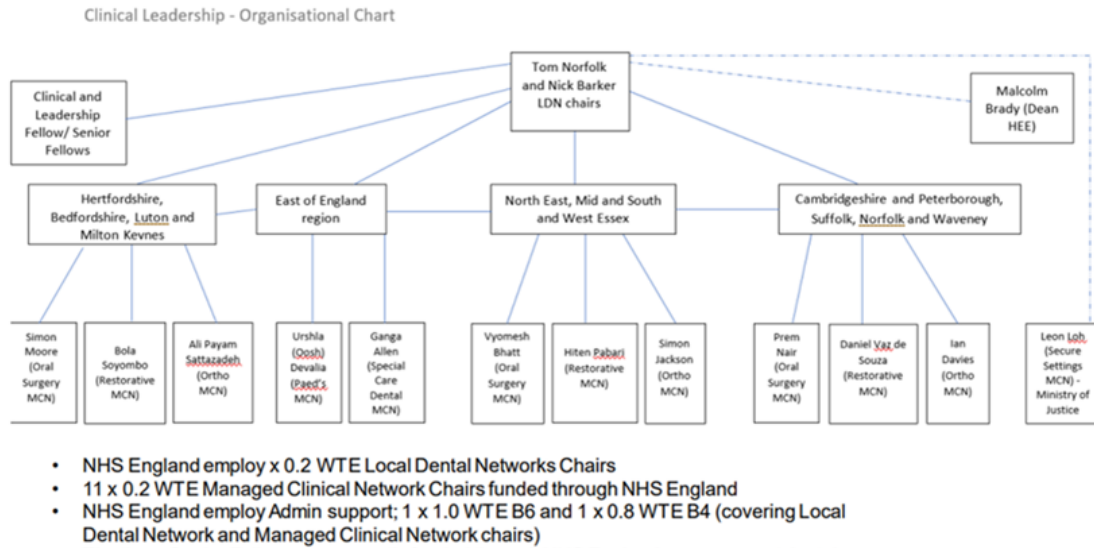 Clinical Leadership - Organisational Chart
Tom Norfolk
and Nick Barker
LDN chairs
Clinical and
Leadership
Fellow/ Senior
Fellows
Malcolm
Brady (Dean
HEE)
Hertfordshire,
Bedfordshire, Luton and
Milton Kevnes
East of England
region
North East, Mid and South
and West Essex
Cambridgeshire and Peterborough,
Suffolk, Norfolk and Waveney
Simon
Moore
(Oral
Surgery
MCN)
Bola
Soyombo
(Restorative
MCN)
Ali Payam
Sattazadeh
(Ortho
MCN)
Urshla
(Oosh)
Devalia
(Paed's
MCN)
Ganga
Allen
(Special
Care
Dental
MCN)
Vyomesh
Bhatt
(Oral
Surgery
MCN)
Hiten Pabari
(Restorative
MCN)
Simon
Jackson
(Ortho
MCN)
Prem
Nair
(Oral
Surgery
MCN)
Daniel Vaz de
Souza
(Restorative
MCN)
Ian
Davies
(Ortho
MCN)
Leon Loh
(Secure
Settings
MCN) -
Ministry of
Justice
• NHS England employ x 0.2 WTE Local Dental Networks Chairs
• 11 x 0.2 WTE Managed Clinical Network Chairs funded through NHS England
• NHS England employ Admin support; 1 x 1.0 WTE B6 and 1 x 0.8 WTE B4 (covering Local
Dental Network and Managed Clinical Network chairs)